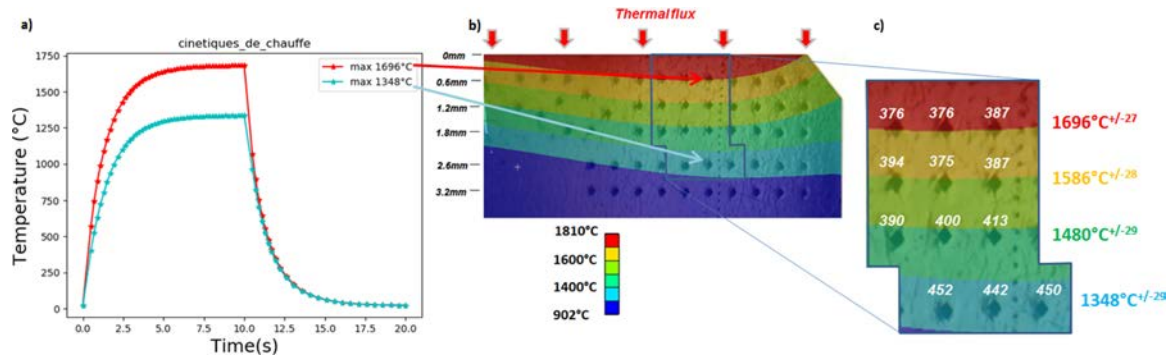 a)
cinetiques_de_chauffe
Temperature (°C)
1750
1500
1250
1000
750
500
250
0
0.0 2.5 5.0 7.5 10.0 12.5 15.0 17.5 20.0
Time(s)
max 1696°C
max 1348°C
b)
Thermal flux
0mm
0.6mm
1.2mm
1.8mm
2.6mm
3.2mm
1810°C
1600°C
1400°C
902°C
c)
376 376 387
394 375 387
390 400 413
452 442 450
1696°C+/-27
1586°C+/-28
1480°C+/-29
1348°C+/-29